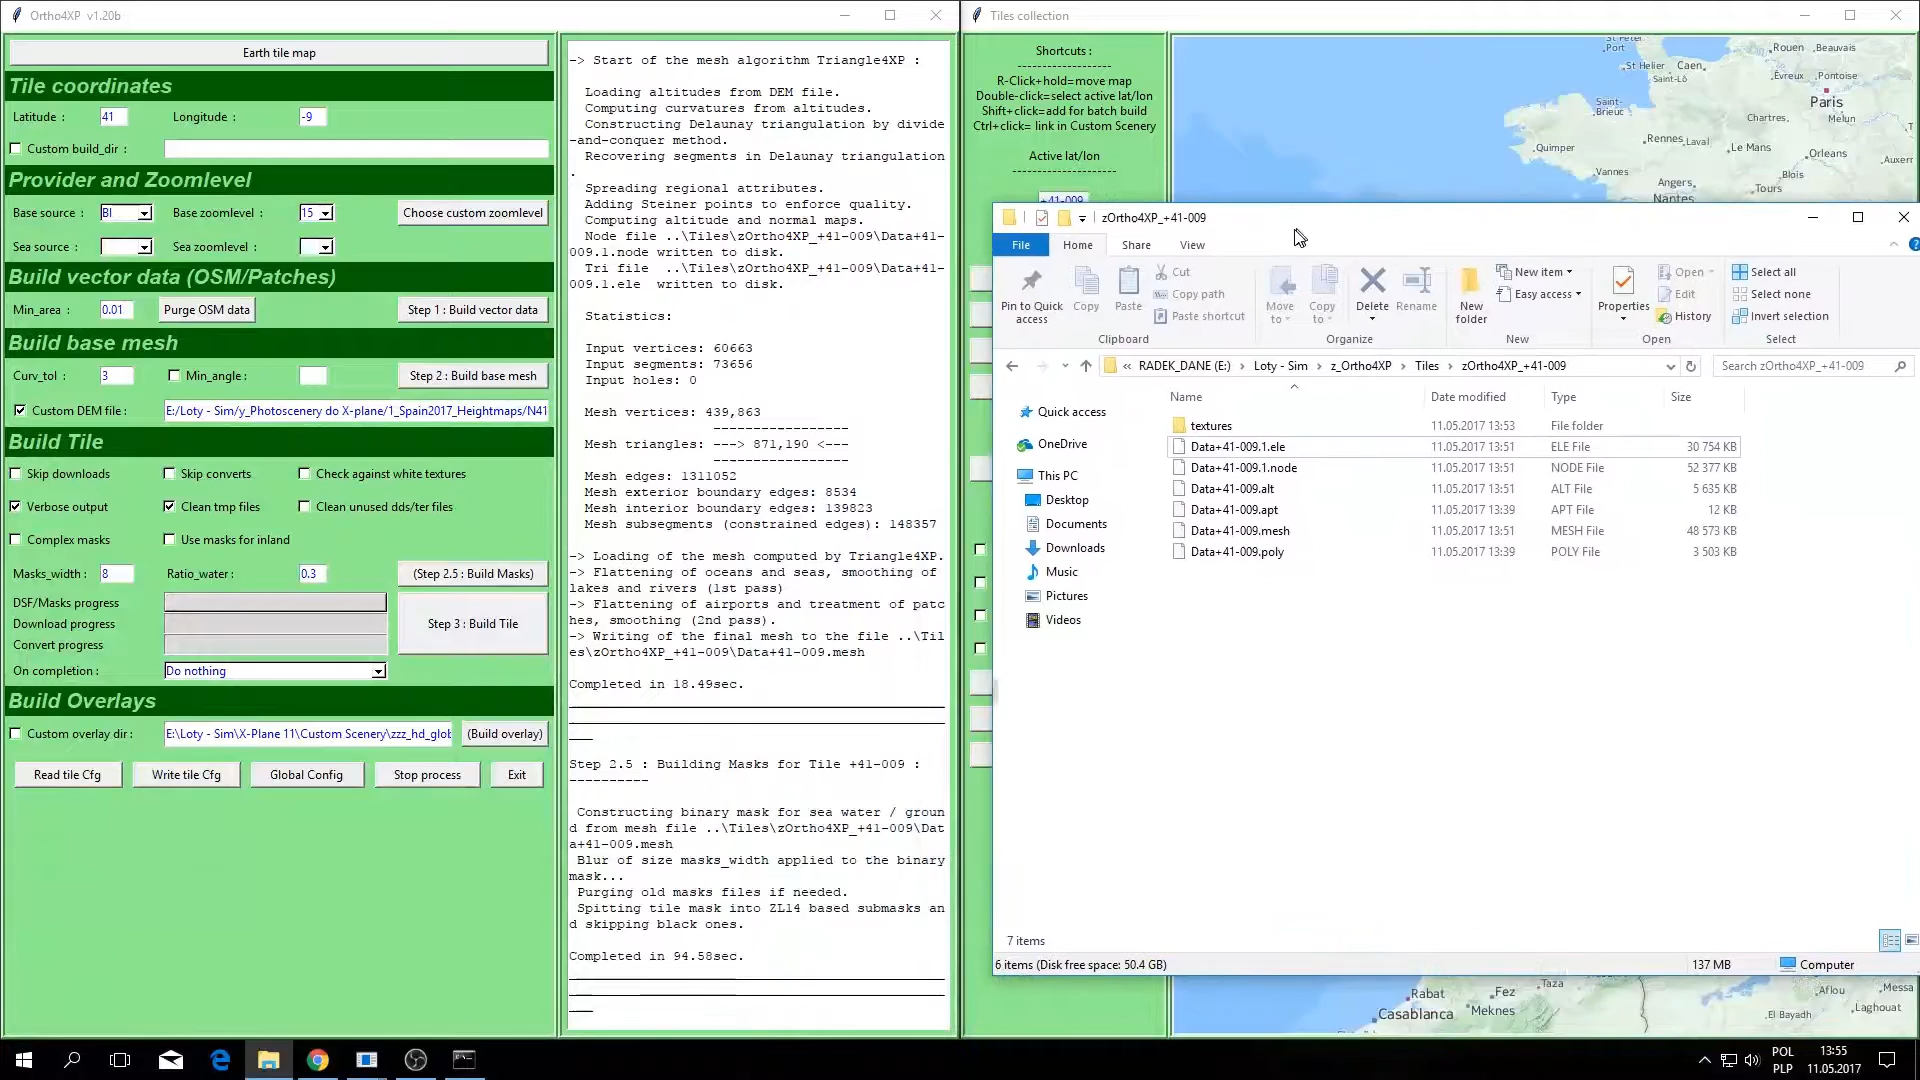 Ortho4XP  v1.20b
Earth tile map
Tile coordinates
Latitude :
41
Longitude :
-9
Custom build_dir :
Provider and Zoomlevel
Base source :
BI
Base zoomlevel :
15
Choose custom zoomlevel
Sea source :
Sea zoomlevel :
Build vector data (OSM/Patches)
Min_area :
0.01
Purge OSM data
Step 1 : Build vector data
Build base mesh
Curv_tol :
3
Min_angle :
Step 2 : Build base mesh
Custom DEM file :
E:/Loty - Sim/y_Photoscenery do X-plane/1_Spain2017_Heightmaps/N41
Build Tile
Skip downloads
Skip converts
Check against white textures
Verbose output
Clean tmp files
Clean unused dds/ter files
Complex masks
Use masks for inland
Masks_width :
8
Ratio_water :
0.3
(Step 2.5 : Build Masks)
DSF/Masks progress
Download progress
Convert progress
Step 3 : Build Tile
On completion :
Do nothing
Build Overlays
Custom overlay dir :
E:\Loty - Sim\X-Plane 11\Custom Scenery\zzz_hd_glob
(Build overlay)
Read tile Cfg
Write tile Cfg
Global Config
Stop process
Exit
-> Start of the mesh algorithm Triangle4XP :
Loading altitudes from DEM file.
Computing curvatures from altitudes.
Constructing Delaunay triangulation by divide
-and-conquer method.
Recovering segments in Delaunay triangulation
.
Spreading regional attributes.
Adding Steiner points to enforce quality.
Computing altitude and normal maps.
Node file ..\Tiles\zOrtho4XP_+41-009\Data+41-
009.1.node written to disk.
Tri file  ..\Tiles\zOrtho4XP_+41-009\Data+41-
009.1.ele  written to disk.
Statistics:
Input vertices: 60663
Input segments: 73656
Input holes: 0
Mesh vertices: 439,863
-----------------
Mesh triangles: ---> 871,190 <---
-----------------
Mesh edges: 1311052
Mesh exterior boundary edges: 8534
Mesh interior boundary edges: 139823
Mesh subsegments (constrained edges): 148357
-> Loading of the mesh computed by Triangle4XP.
-> Flattening of oceans and seas, smoothing of
lakes and rivers (1st pass)
-> Flattening of airports and treatment of patc
hes, smoothing (2nd pass).
-> Writing of the final mesh to the file ..\Til
es\zOrtho4XP_+41-009\Data+41-009.mesh
Completed in 18.49sec.
Step 2.5 : Building Masks for Tile +41-009 :
----------
Constructing binary mask for sea water / groun
d from mesh file ..\Tiles\zOrtho4XP_+41-009\Dat
a+41-009.mesh
Blur of size masks_width applied to the binary
mask...
Purging old masks files if needed.
Spitting tile mask into ZL14 based submasks an
d skipping black ones.
Completed in 94.58sec.
Tiles collection
Shortcuts :
-------------------
R-Click+hold=move map
Double-click=select active lat/lon
Shift+click=add for batch build
Ctrl+click= link in Custom Scenery
Active lat/lon
---------------------
+41-009
St Peter
Port
St Helier
Caen
Saint-Lô
Rouen
Beauvais
Évreux
Pontoise
Paris
Saint-
Brieuc
Chartres
Melun
Quimper
Rennes
Laval
Le Mans
Orleans
Auxerr
Vannes
Angers
Blois
Tours
Nantes
zOrtho4XP_+41-009
File
Home
Share
View
Pin to Quick
access
Copy
Paste
Cut
Copy path
Paste shortcut
Clipboard
Move
to
Copy
to
Delete
Rename
Organize
New
folder
New item
Easy access
New
Properties
Open
Edit
History
Open
Select all
Select none
Invert selection
Select
« RADEK_DANE (E:) > Loty - Sim > z_Ortho4XP > Tiles > zOrtho4XP_+41-009
Search zOrtho4XP_+41-009
Name
Date modified
Type
Size
Quick access
OneDrive
This PC
Desktop
Documents
Downloads
Music
Pictures
Videos
textures 11.05.2017 13:53 File folder
Data+41-009.1.ele 11.05.2017 13:51 ELE File 30 754 KB
Data+41-009.1.node 11.05.2017 13:51 NODE File 52 377 KB
Data+41-009.alt 11.05.2017 13:51 ALT File 5 635 KB
Data+41-009.apt 11.05.2017 13:39 APT File 12 KB
Data+41-009.mesh 11.05.2017 13:51 MESH File 48 573 KB
Data+41-009.poly 11.05.2017 13:39 POLY File 3 503 KB
7 items
6 items (Disk free space: 50.4 GB)
137 MB
Computer
Rabat
Fez
Taza
Meknes
Casablanca
Aflou
Messa
El Bayadh
Laghouat
POL
PLP
13:55
11.05.2017